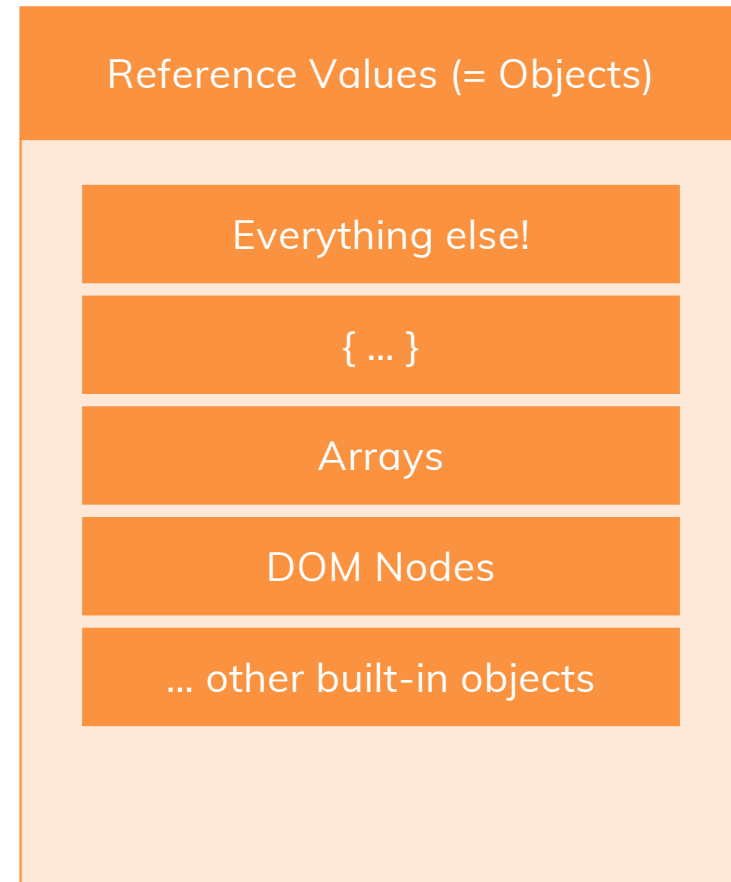 Reference Values (= Objects)
Everything else!
{ ... }
Arrays
DOM Nodes
... other built-in objects